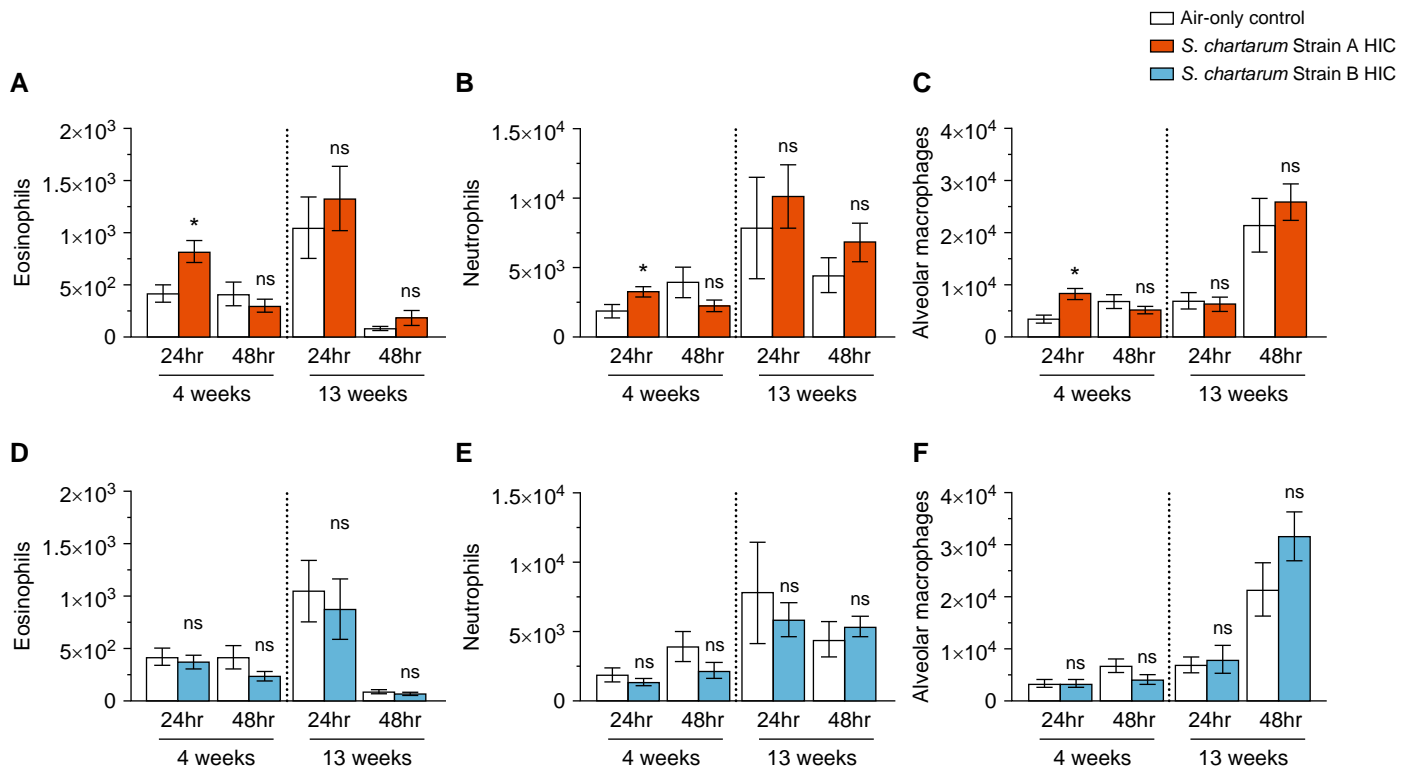 Air-only control
S. chartarum Strain A HIC
S. chartarum Strain B HIC
A
Eosinophils
2×10³
1.5×10³
1×10³
5×10²
0
*
ns
ns
ns
24hr 48hr 24hr 48hr
4 weeks 13 weeks
B
Neutrophils
1.5×10⁴
1×10⁴
5×10³
0
*
ns
ns
ns
24hr 48hr 24hr 48hr
4 weeks 13 weeks
C
Alveolar macrophages
4×10⁴
3×10⁴
2×10⁴
1×10⁴
0
*
ns
ns
ns
24hr 48hr 24hr 48hr
4 weeks 13 weeks
D
Eosinophils
2×10³
1.5×10³
1×10³
5×10²
0
ns
ns
ns
ns
24hr 48hr 24hr 48hr
4 weeks 13 weeks
E
Neutrophils
1.5×10⁴
1×10⁴
5×10³
0
ns
ns
ns
ns
24hr 48hr 24hr 48hr
4 weeks 13 weeks
F
Alveolar macrophages
4×10⁴
3×10⁴
2×10⁴
1×10⁴
0
ns
ns
ns
ns
24hr 48hr 24hr 48hr
4 weeks 13 weeks